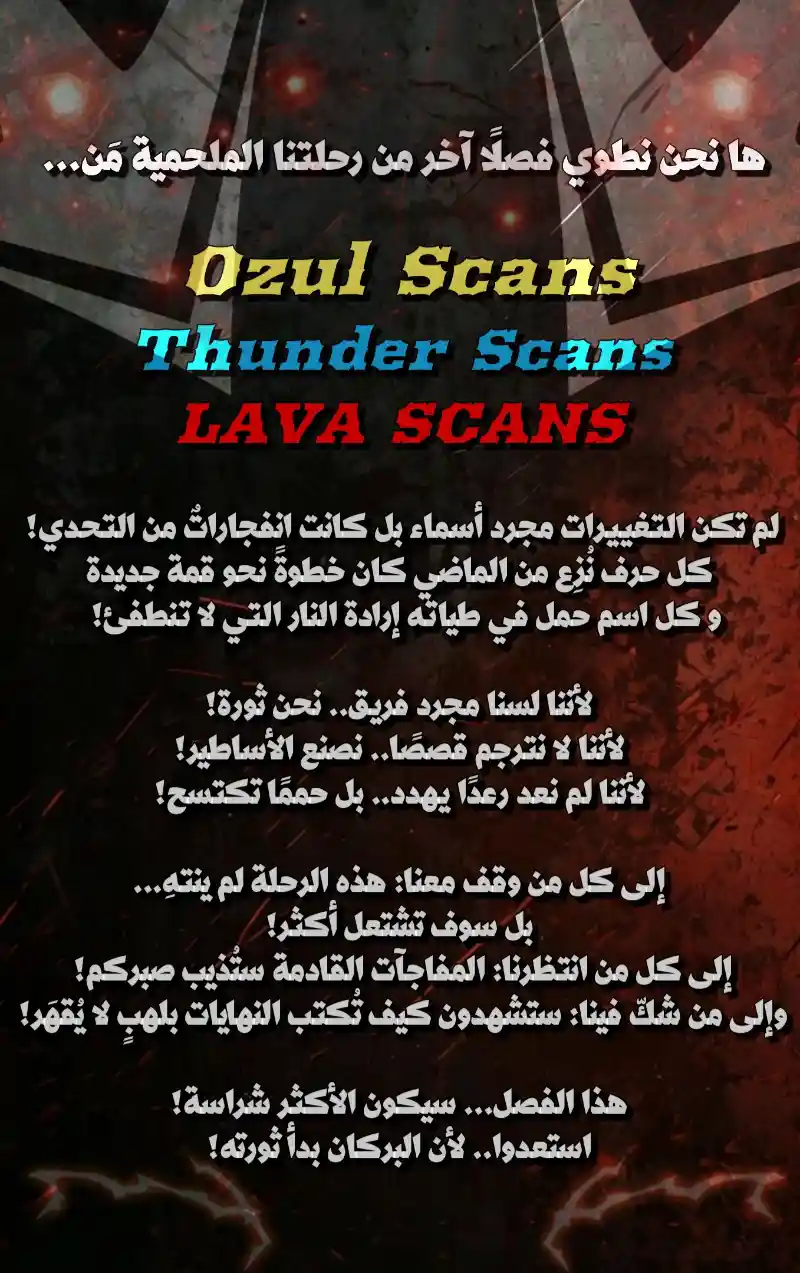 ها نحن نطوي فصلًا آخر من رحلتنا الملحمية مَن...
Ozul Scans
Thunder Scans
LAVA SCANS
لم تكن التغييرات مجرد أسماء بل كانت انفجاراتٌ من التحدي!
كل حرف نُزِع من الماضي كان خطوةً نحو قمة جديدة
و كل اسم حمل في طياته إرادة النار التي لا تنطفئ!
لأننا لسنا مجرد فريق.. نحن ثورة!
لأننا لا نترجم قصصًا.. نصنع الأساطير!
لأننا لم نعد رعدًا يهدد.. بل حممًا تكتسح!
إلى كل من وقف معنا: هذه الرحلة لم ينتهِ...
بل سوف تشتعل أكثر!
إلى كل من انتظرنا: المفاجآت القادمة ستُذيب صبركم!
وإلى من شكّ فينا: ستشهدون كيف تُكتب النهايات بلهبٍ لا يُقهَر!
هذا الفصل... سيكون الأكثر شراسة!
استعدوا.. لأن البركان بدأ ثورته!